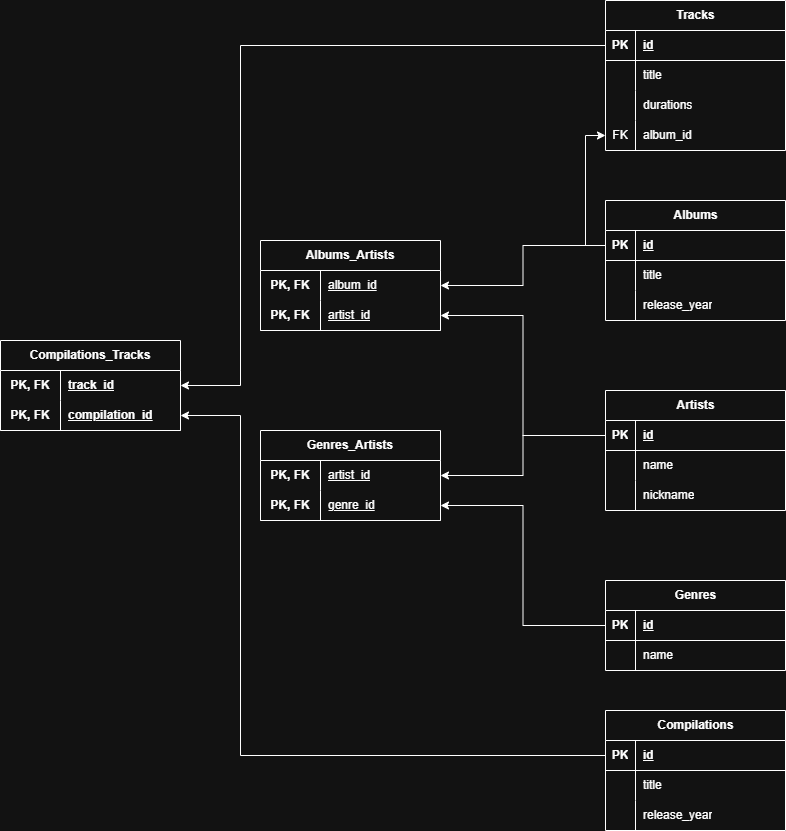 Tracks
PK id
title
durations
FK album_id
Albums
PK id
title
release_year
Albums_Artists
PK, FK album_id
PK, FK artist_id
Compilations_Tracks
PK, FK track_id
PK, FK compilation_id
Artists
PK id
name
nickname
Genres_Artists
PK, FK artist_id
PK, FK genre_id
Genres
PK id
name
Compilations
PK id
title
release_year